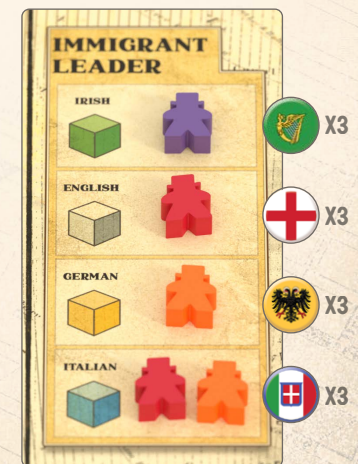 IMMIGRANT
LEADER
IRISH
X3
ENGLISH
X3
GERMAN
X3
ITALIAN
X3